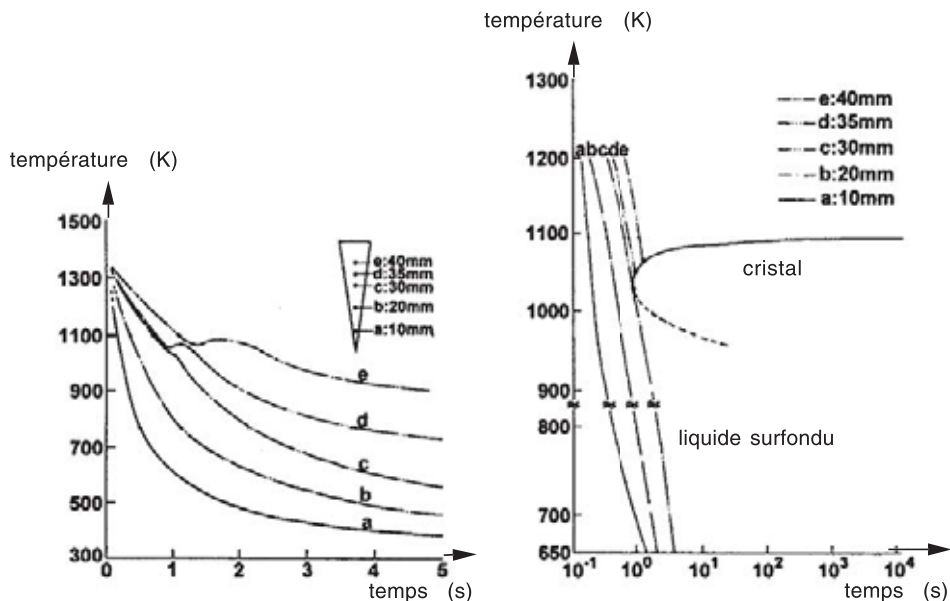 température (K)
1500
1300
1100
900
700
500
300
0
1
2
3
4
5
temps (s)
e:40mm
d:35mm
c:30mm
b:20mm
a:10mm
e
d
c
b
a
température (K)
1300
1200
1100
1000
900
800
700
650
10⁻¹
10⁰
10¹
10²
10³
10⁴
temps (s)
e:40mm
d:35mm
c:30mm
b:20mm
a:10mm
abcde
cristal
liquide surfondu